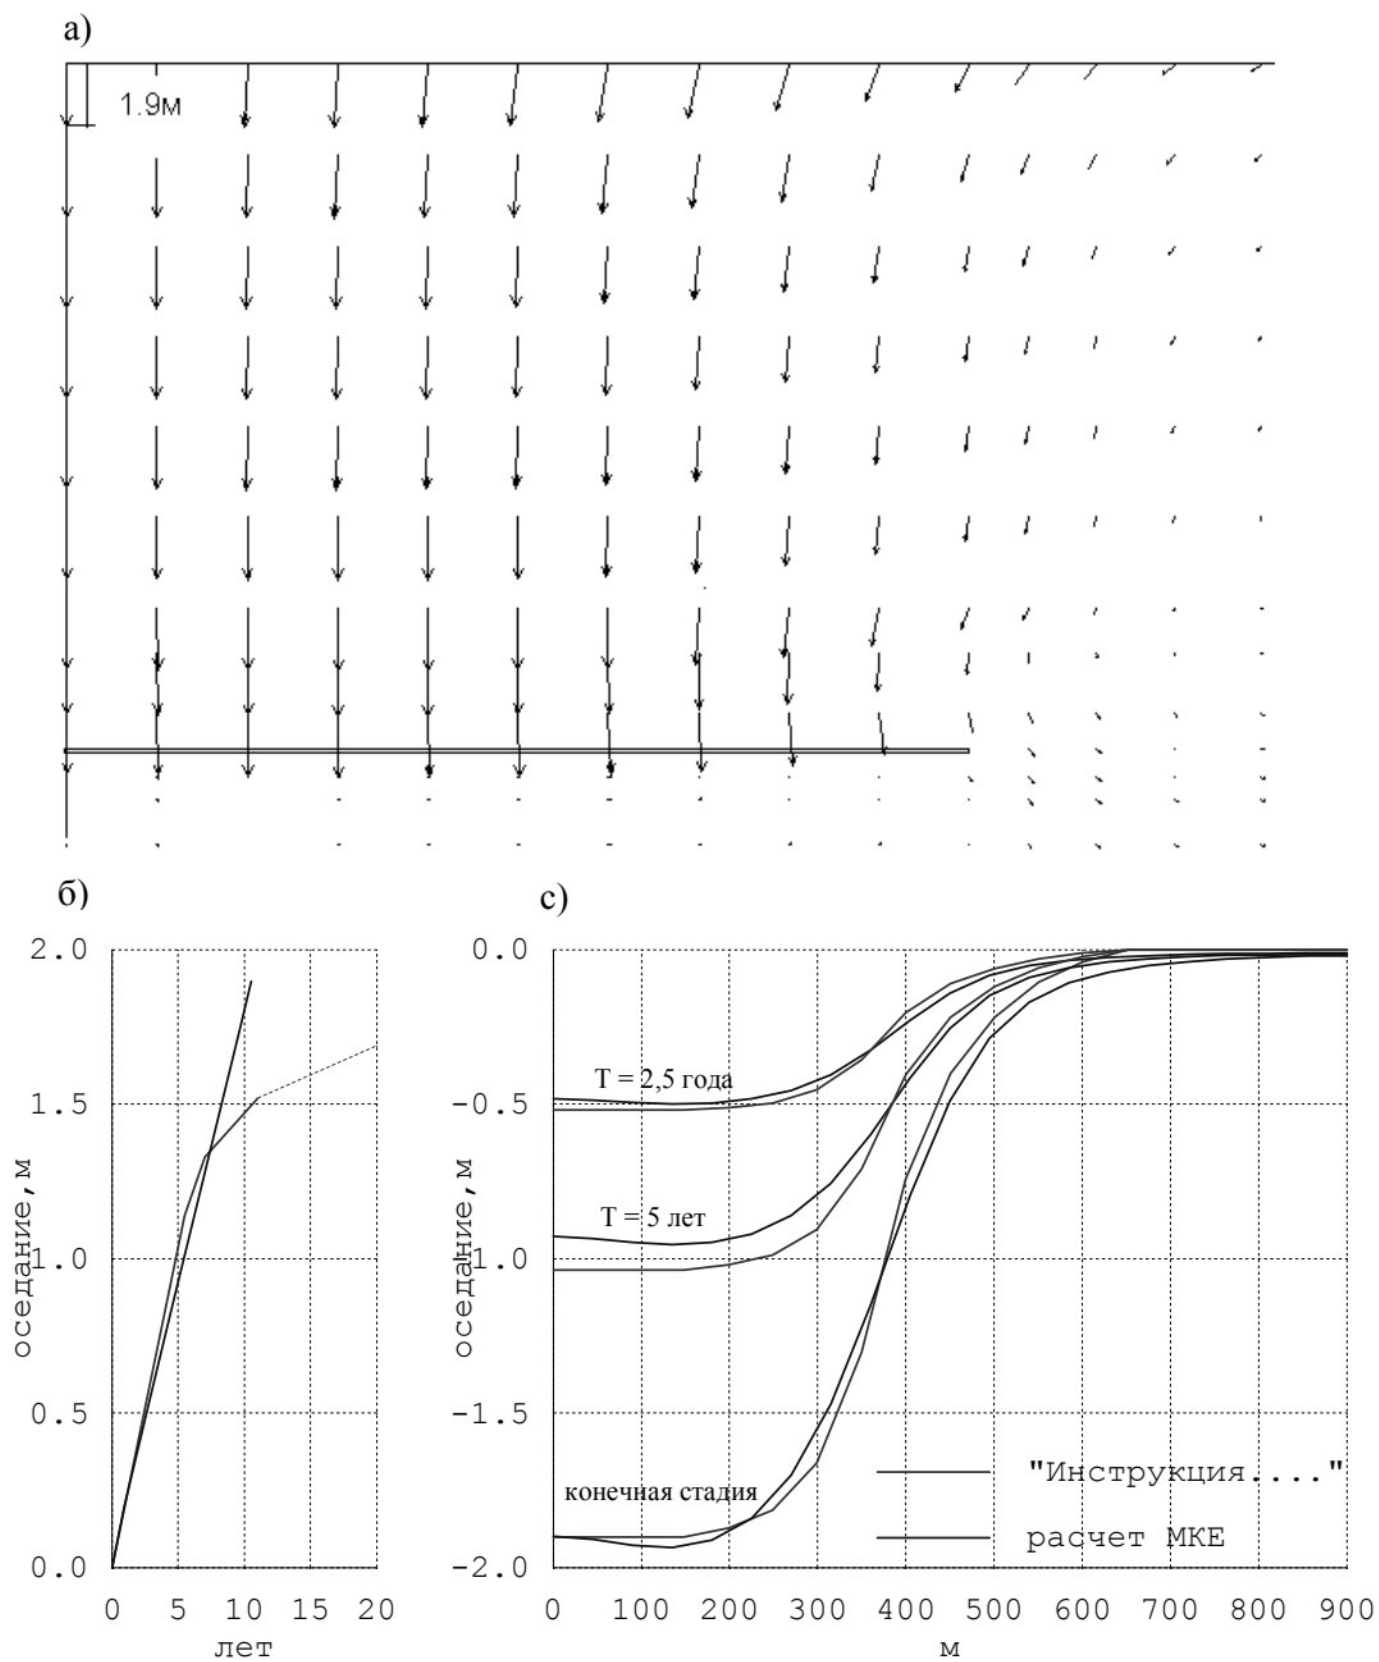 а)
1.9м
б)
с)
2.0
1.5
1.0
0.5
0.0
оседание,м
0 5 10 15 20
лет
0.0
-0.5
-1.0
-1.5
-2.0
оседание,м
T = 2,5 года
T = 5 лет
конечная стадия
"Инструкция...."
расчет МКЕ
0 100 200 300 400 500 600 700 800 900
м